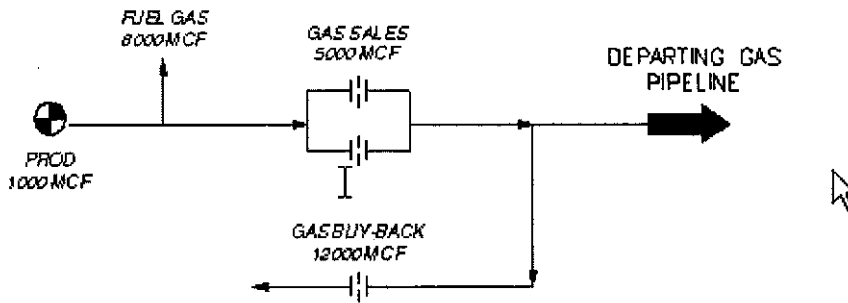 FUEL GAS
8000 MCF
GAS SALES
5000 MCF
DEPARTING GAS
PIPELINE
PROD
1000 MCF
GAS BUY-BACK
12000 MCF